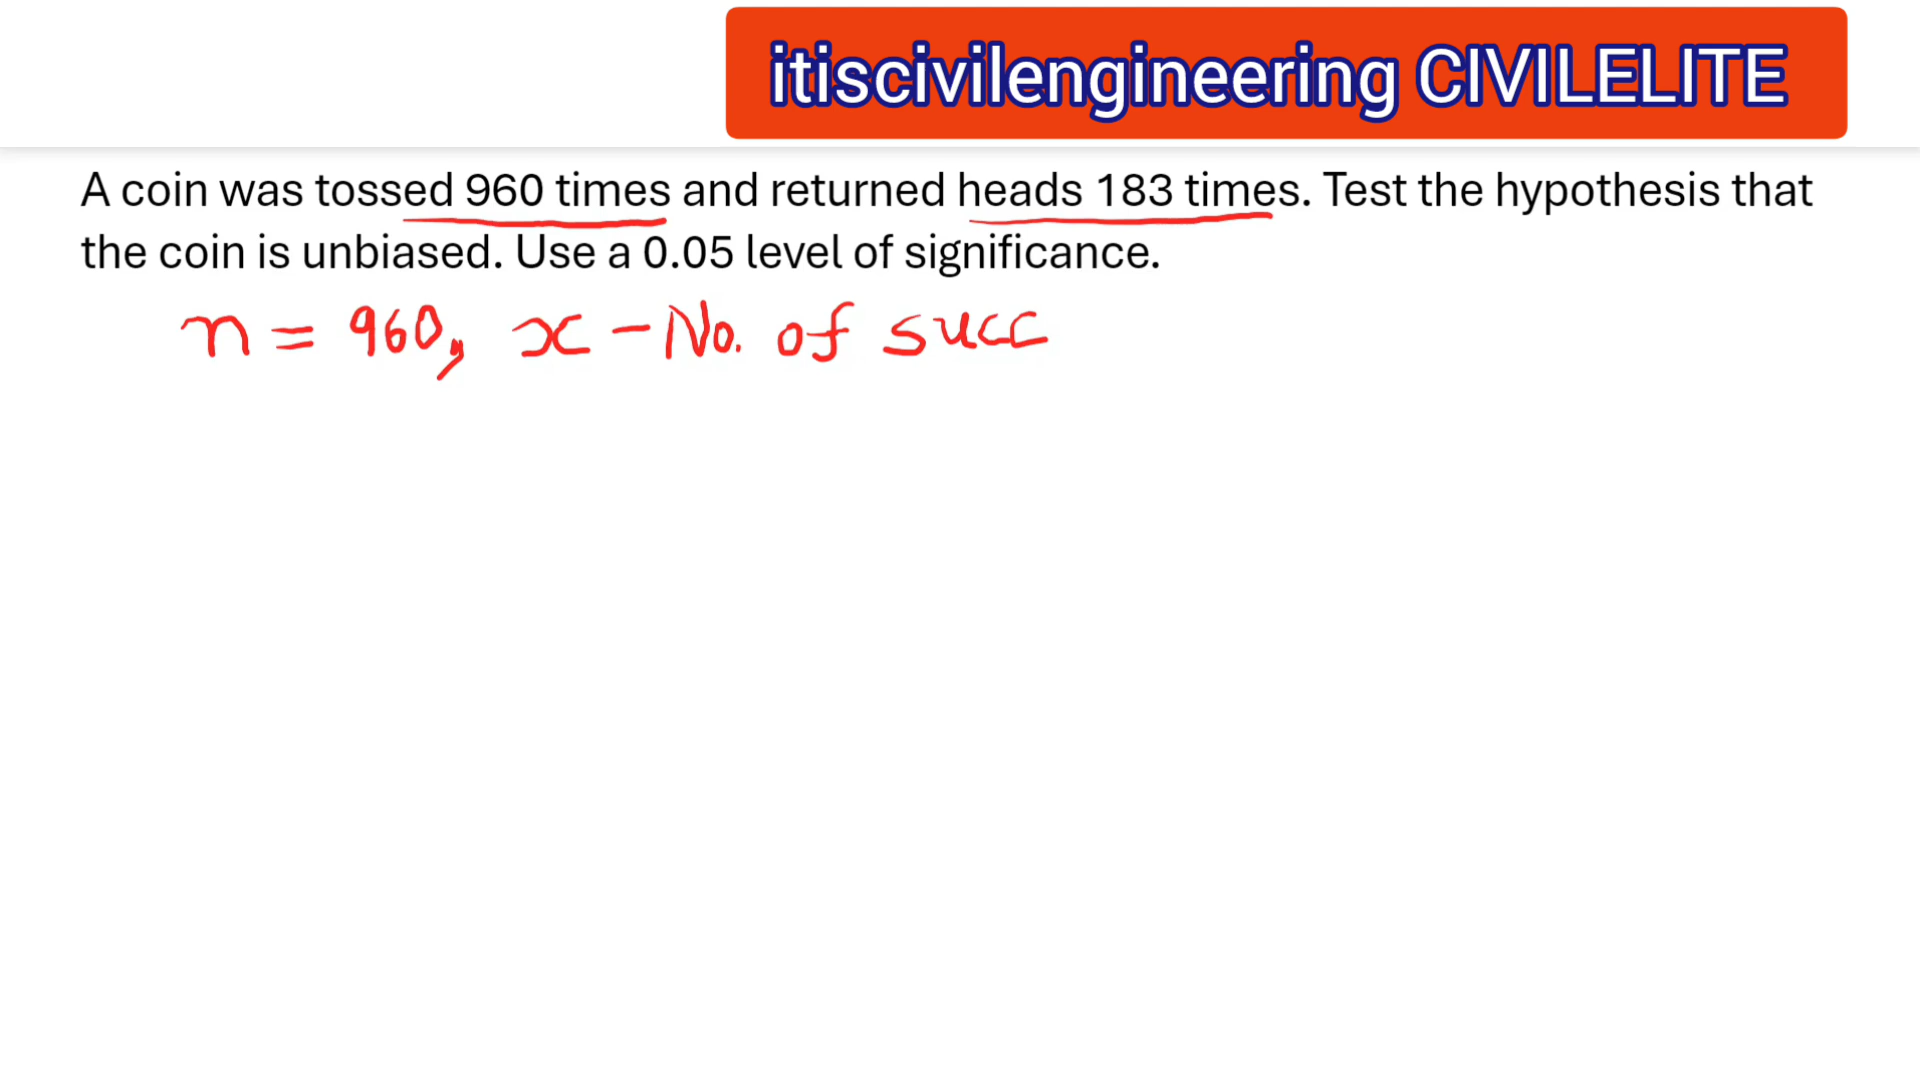 itiscivilengineering CIVILELITE
A coin was tossed 960 times and returned heads 183 times. Test the hypothesis that
the coin is unbiased. Use a 0.05 level of significance.
n = 960, x - No. of succ